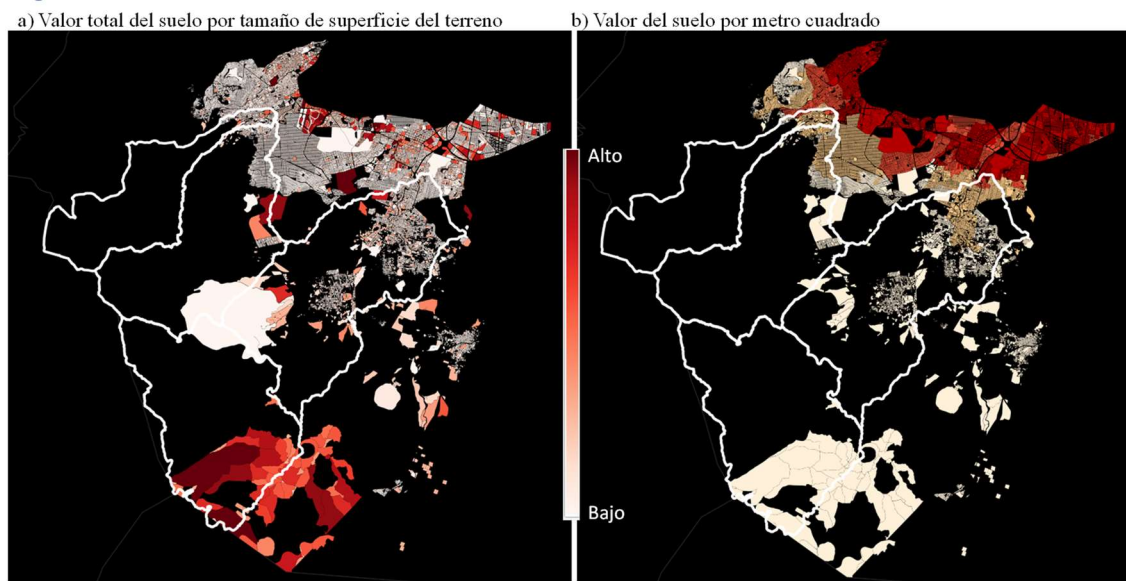 a) Valor total del suelo por tamaño de superficie del terreno
b) Valor del suelo por metro cuadrado
Alto
Bajo